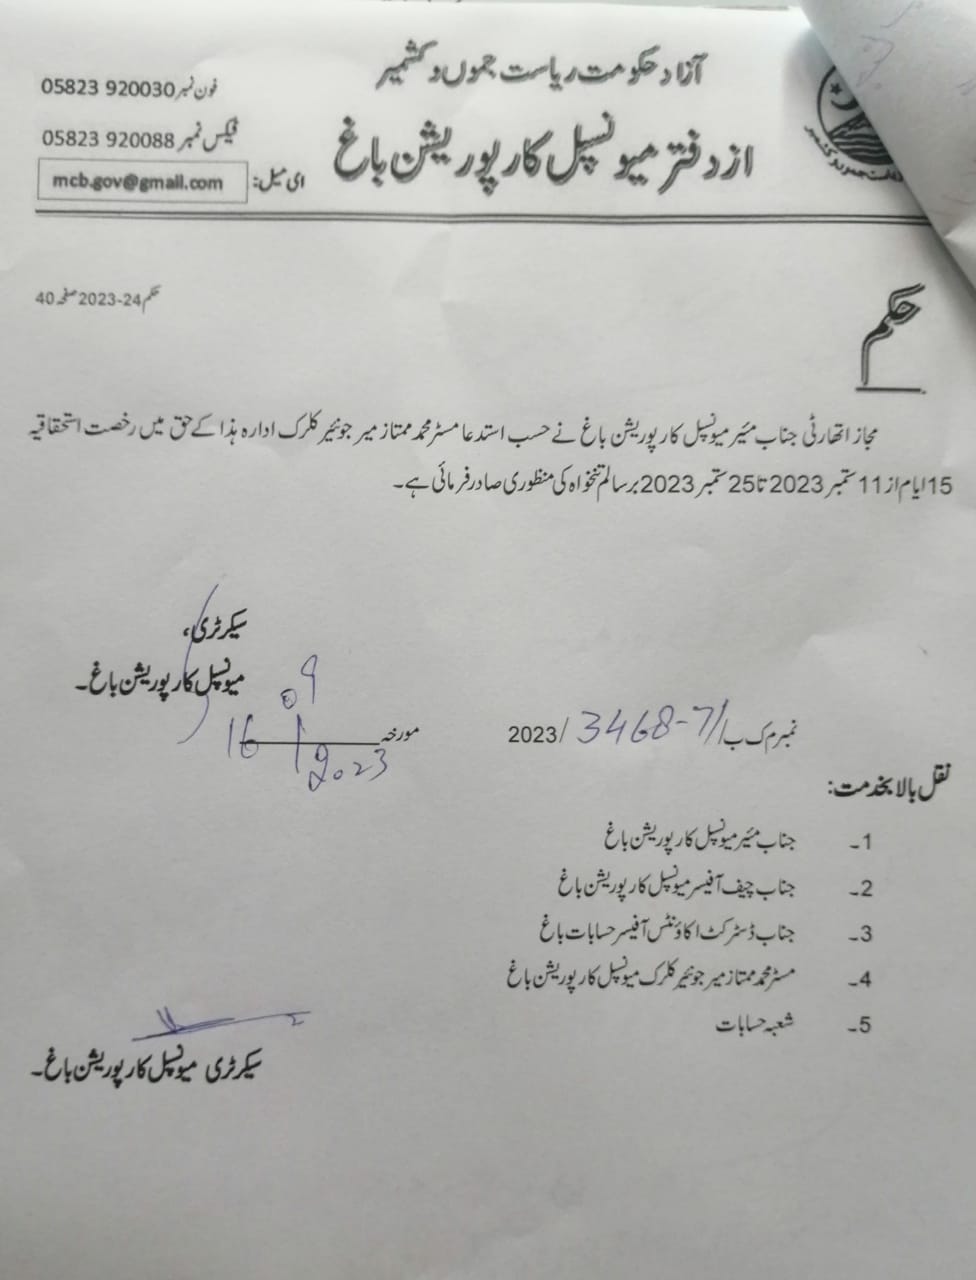 آزاد حکومت ریاست جموں و کشمیر
از دفتر میونسپل کارپوریشن باغ
فون نمبر 05823 920030
فیکس نمبر 05823 920088
ای میل: mcb.gov@gmail.com
حکم 24-2023 صفحہ 40
حکم
مجاز اتھارٹی جناب مئیر میونسپل کارپوریشن باغ نے حسب استدعا مسٹر محمد ممتاز میر جونئیر کلرک ادارہ ہذا کے حق میں رخصت استحقاقیہ
15 ایام از 11 ستمبر 2023 تا 25 ستمبر 2023 برسالم تنخواہ کی منظوری صادر فرمائی ہے۔
سیکرٹری،
میونسپل کارپوریشن باغ۔
نمبر م ک ب/ 3468-71 /2023
مورخہ 16/09/2023
نقل بالا بخدمت:
1۔ جناب مئیر میونسپل کارپوریشن باغ
2۔ جناب چیف آفیسر میونسپل کارپوریشن باغ
3۔ جناب ڈسٹرکٹ اکاؤنٹس آفیسر حسابات باغ
4۔ مسٹر محمد ممتاز میر جونئیر کلرک میونسپل کارپوریشن باغ
5۔ شعبہ حسابات
سیکرٹری میونسپل کارپوریشن باغ۔